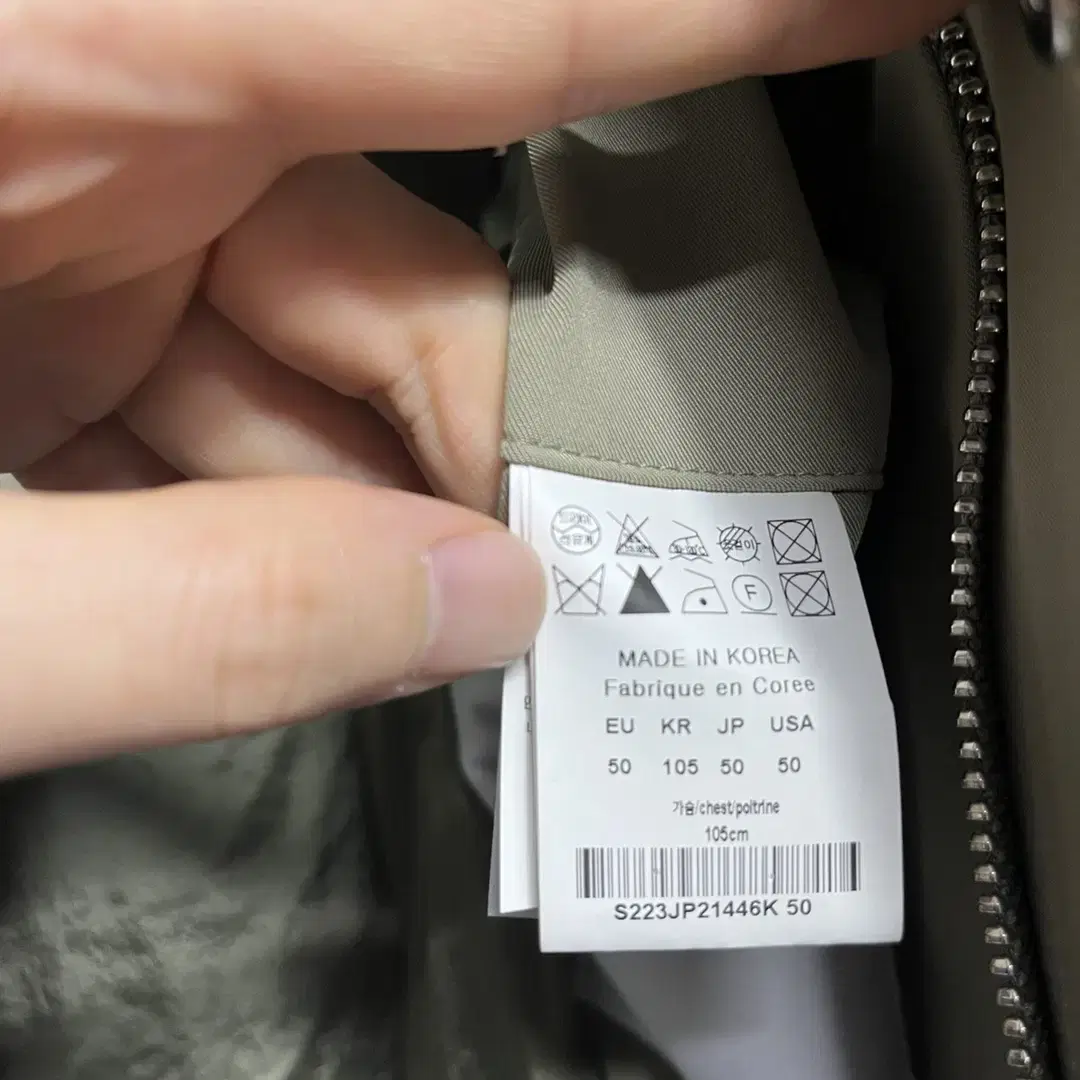 F
MADE IN KOREA
Fabrique en Coree
EU KR JP USA
50 105 50 50
가슴/chest/poitrine
105cm
S223JP21446K 50